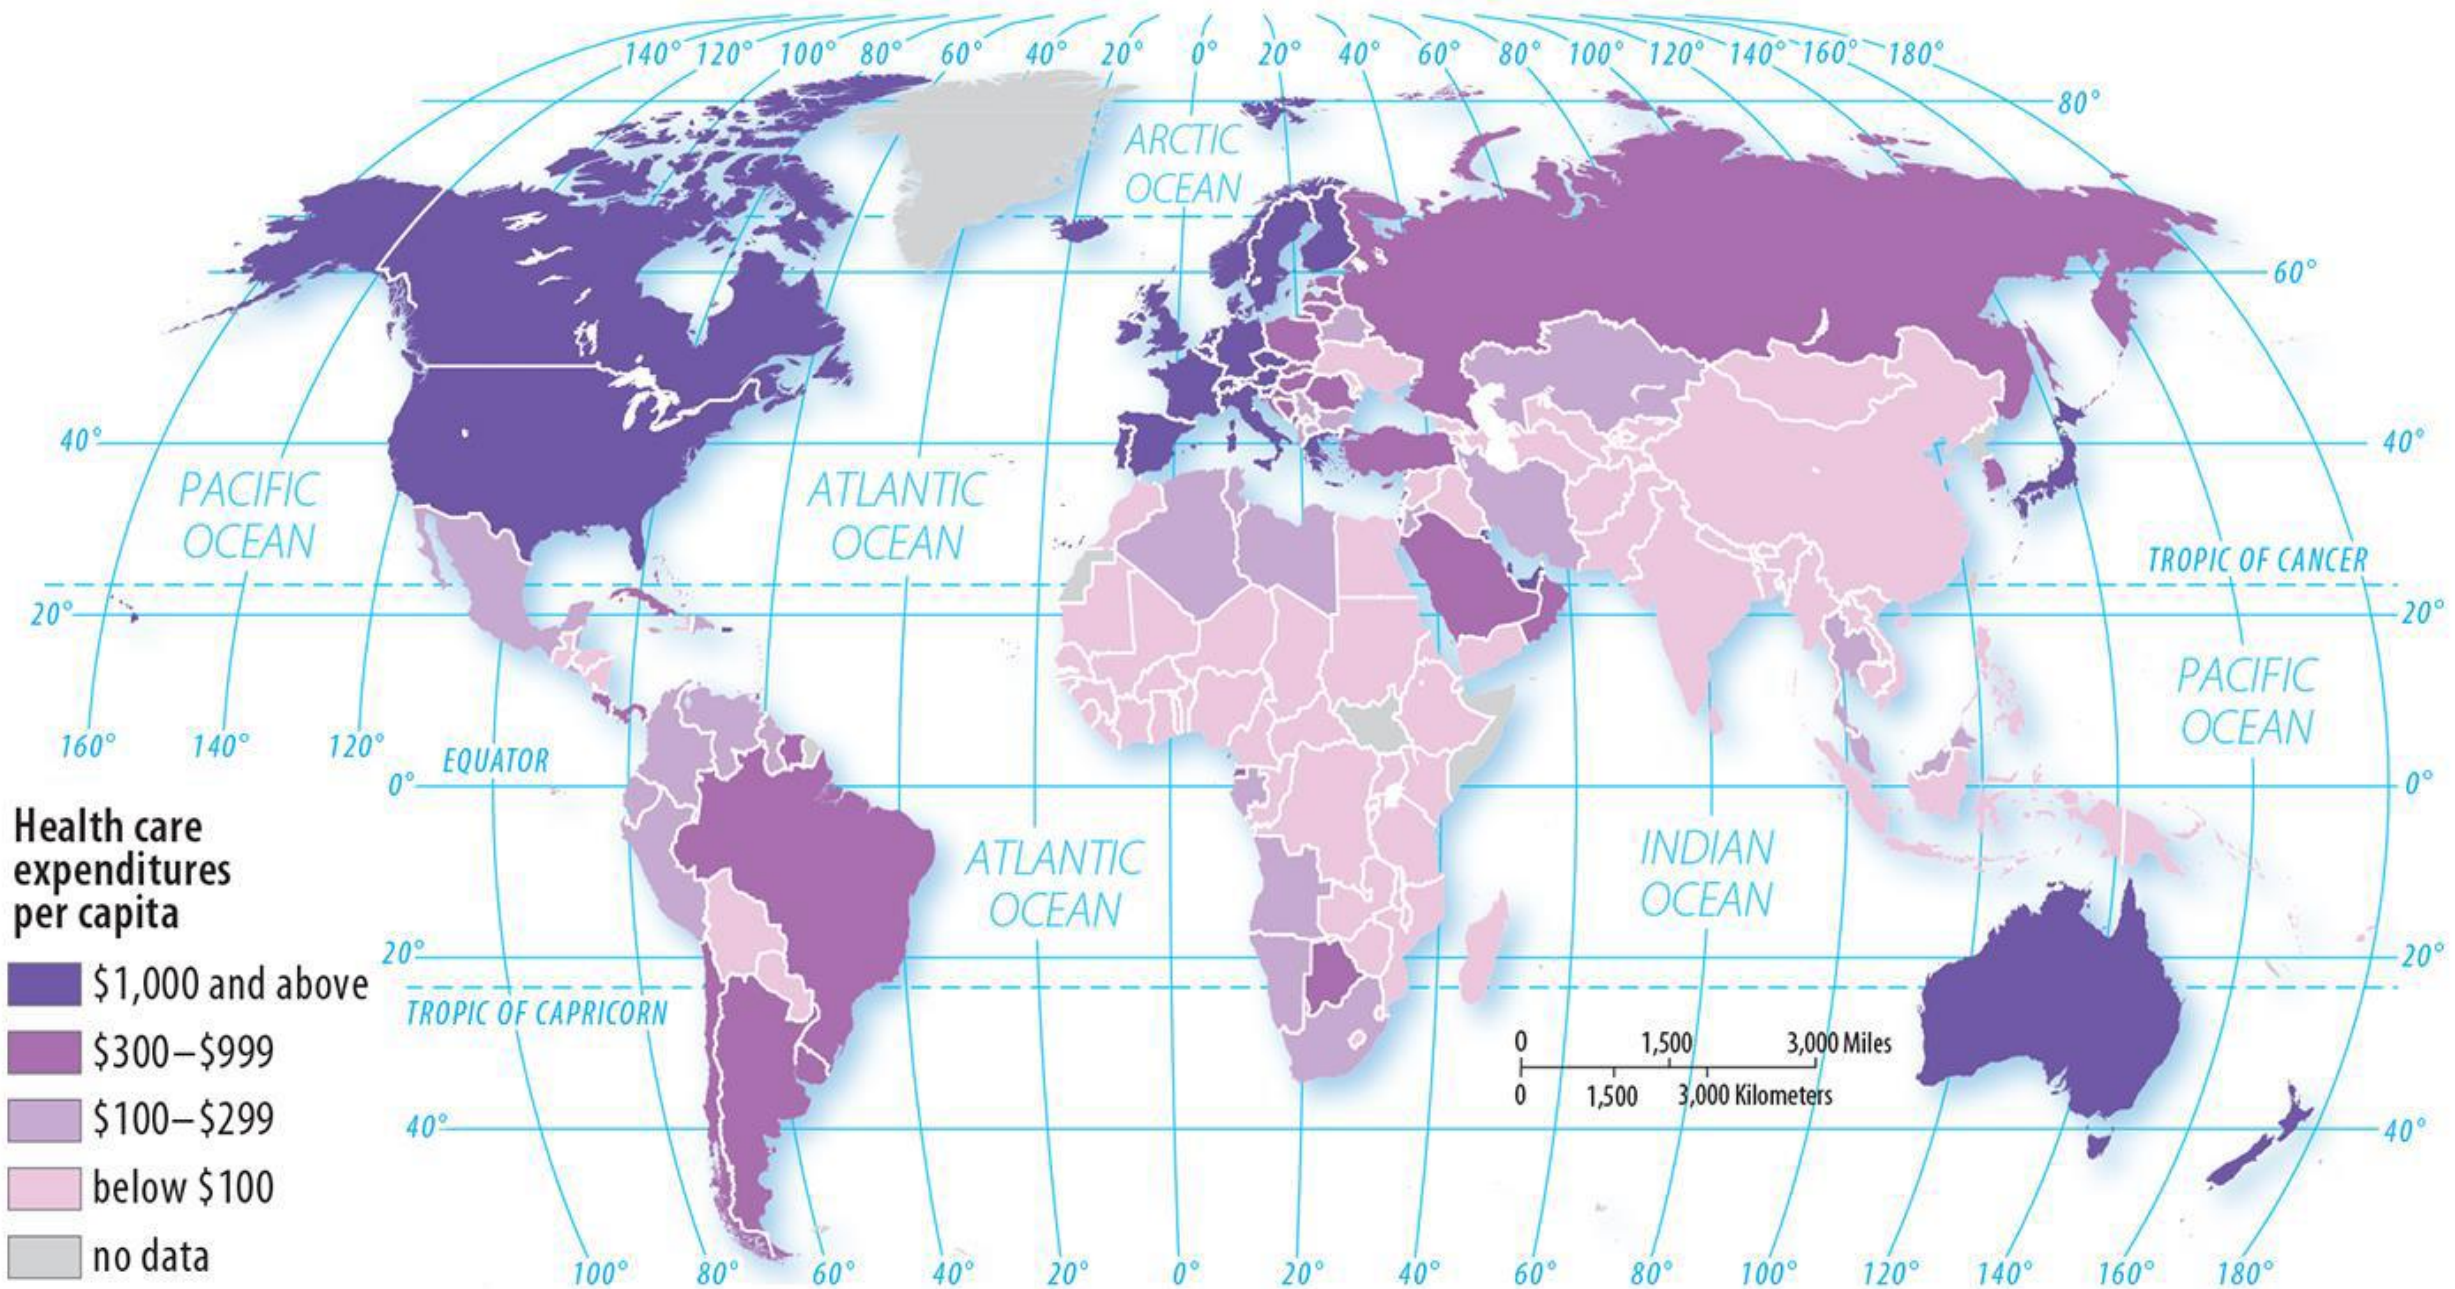 140° 120° 100° 80° 60° 40° 20° 0° 20° 40° 60° 80° 100° 120° 140° 160° 180°
80°
ARCTIC
OCEAN
60°
40°
40°
PACIFIC
OCEAN
ATLANTIC
OCEAN
TROPIC OF CANCER
20°
20°
PACIFIC
OCEAN
160° 140° 120°
EQUATOR
0°
0°
ATLANTIC
OCEAN
INDIAN
OCEAN
20°
20°
TROPIC OF CAPRICORN
40°
40°
Health care
expenditures
per capita
$1,000 and above
$300–$999
$100–$299
below $100
no data
0 1,500 3,000 Miles
0 1,500 3,000 Kilometers
100° 80° 60° 40° 20° 0° 20° 40° 60° 80° 100° 120° 140° 160° 180°